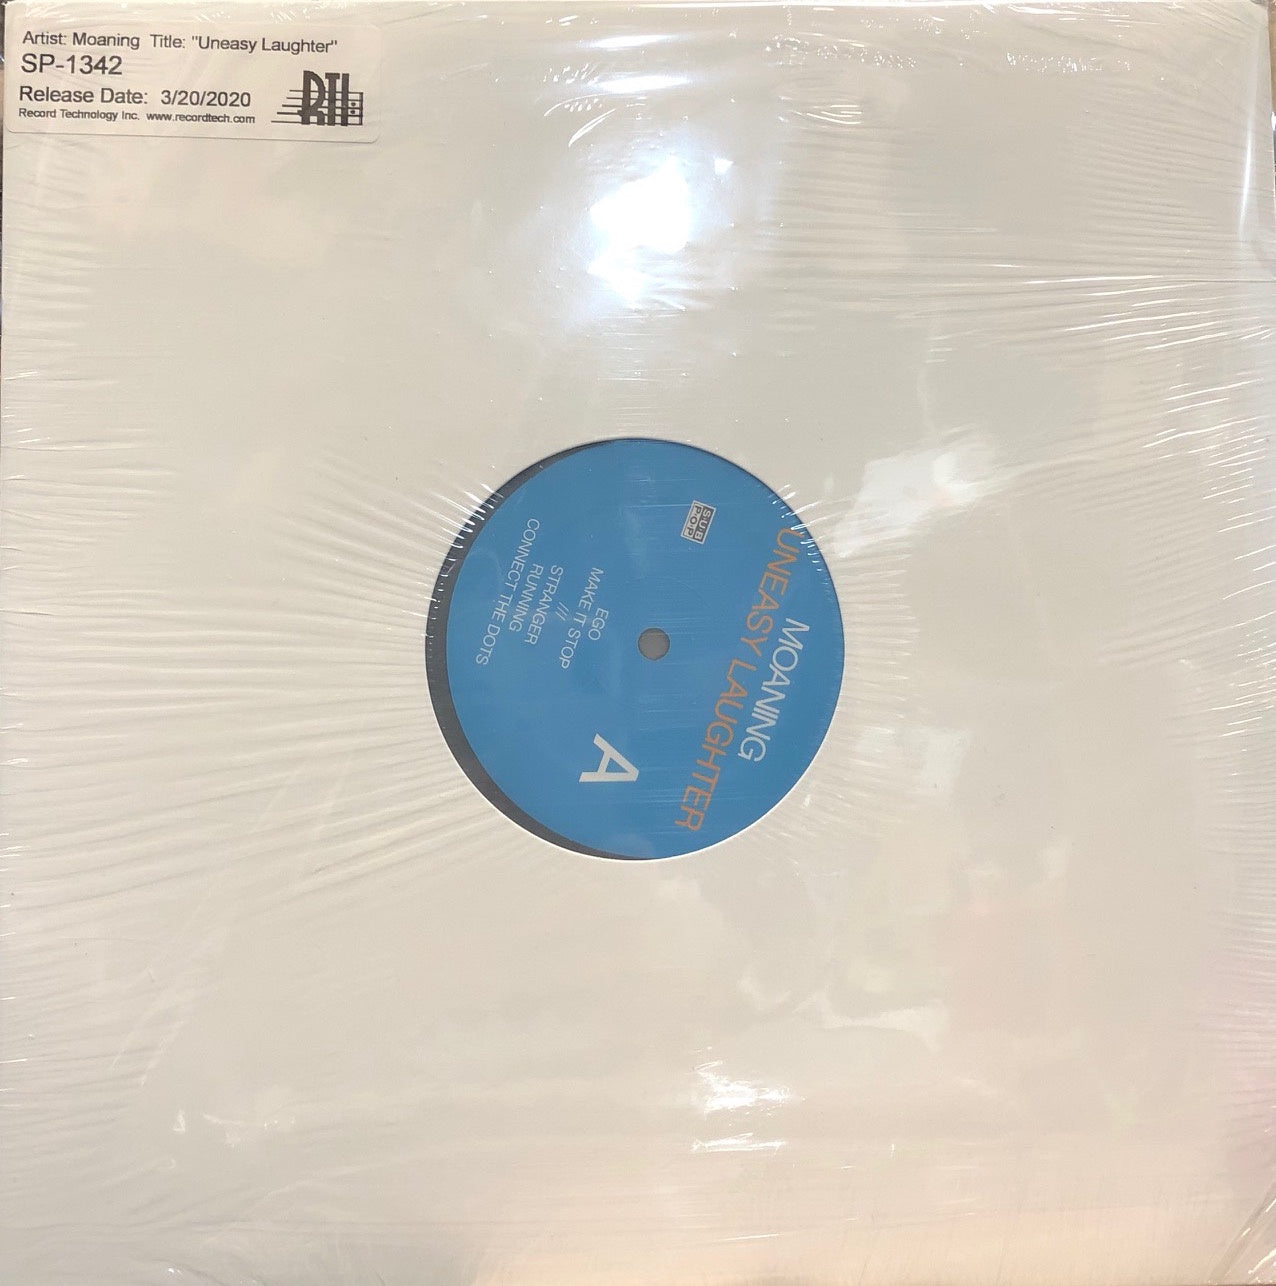 Artist: Moaning Title: "Uneasy Laughter"
SP-1342
Release Date: 3/20/2020
Record Technology Inc. www.recordtech.com
RTI
SUB
POP
MOANING
UNEASY LAUGHTER
A
EGO
MAKE IT STOP
///
STRANGER
RUNNING
CONNECT THE DOTS